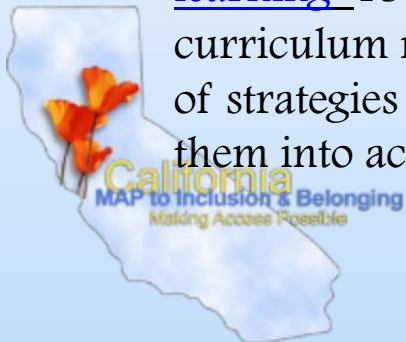 curriculum
of strategies
them into ac
California
MAP to Inclusion & Belonging
Making Access Possible